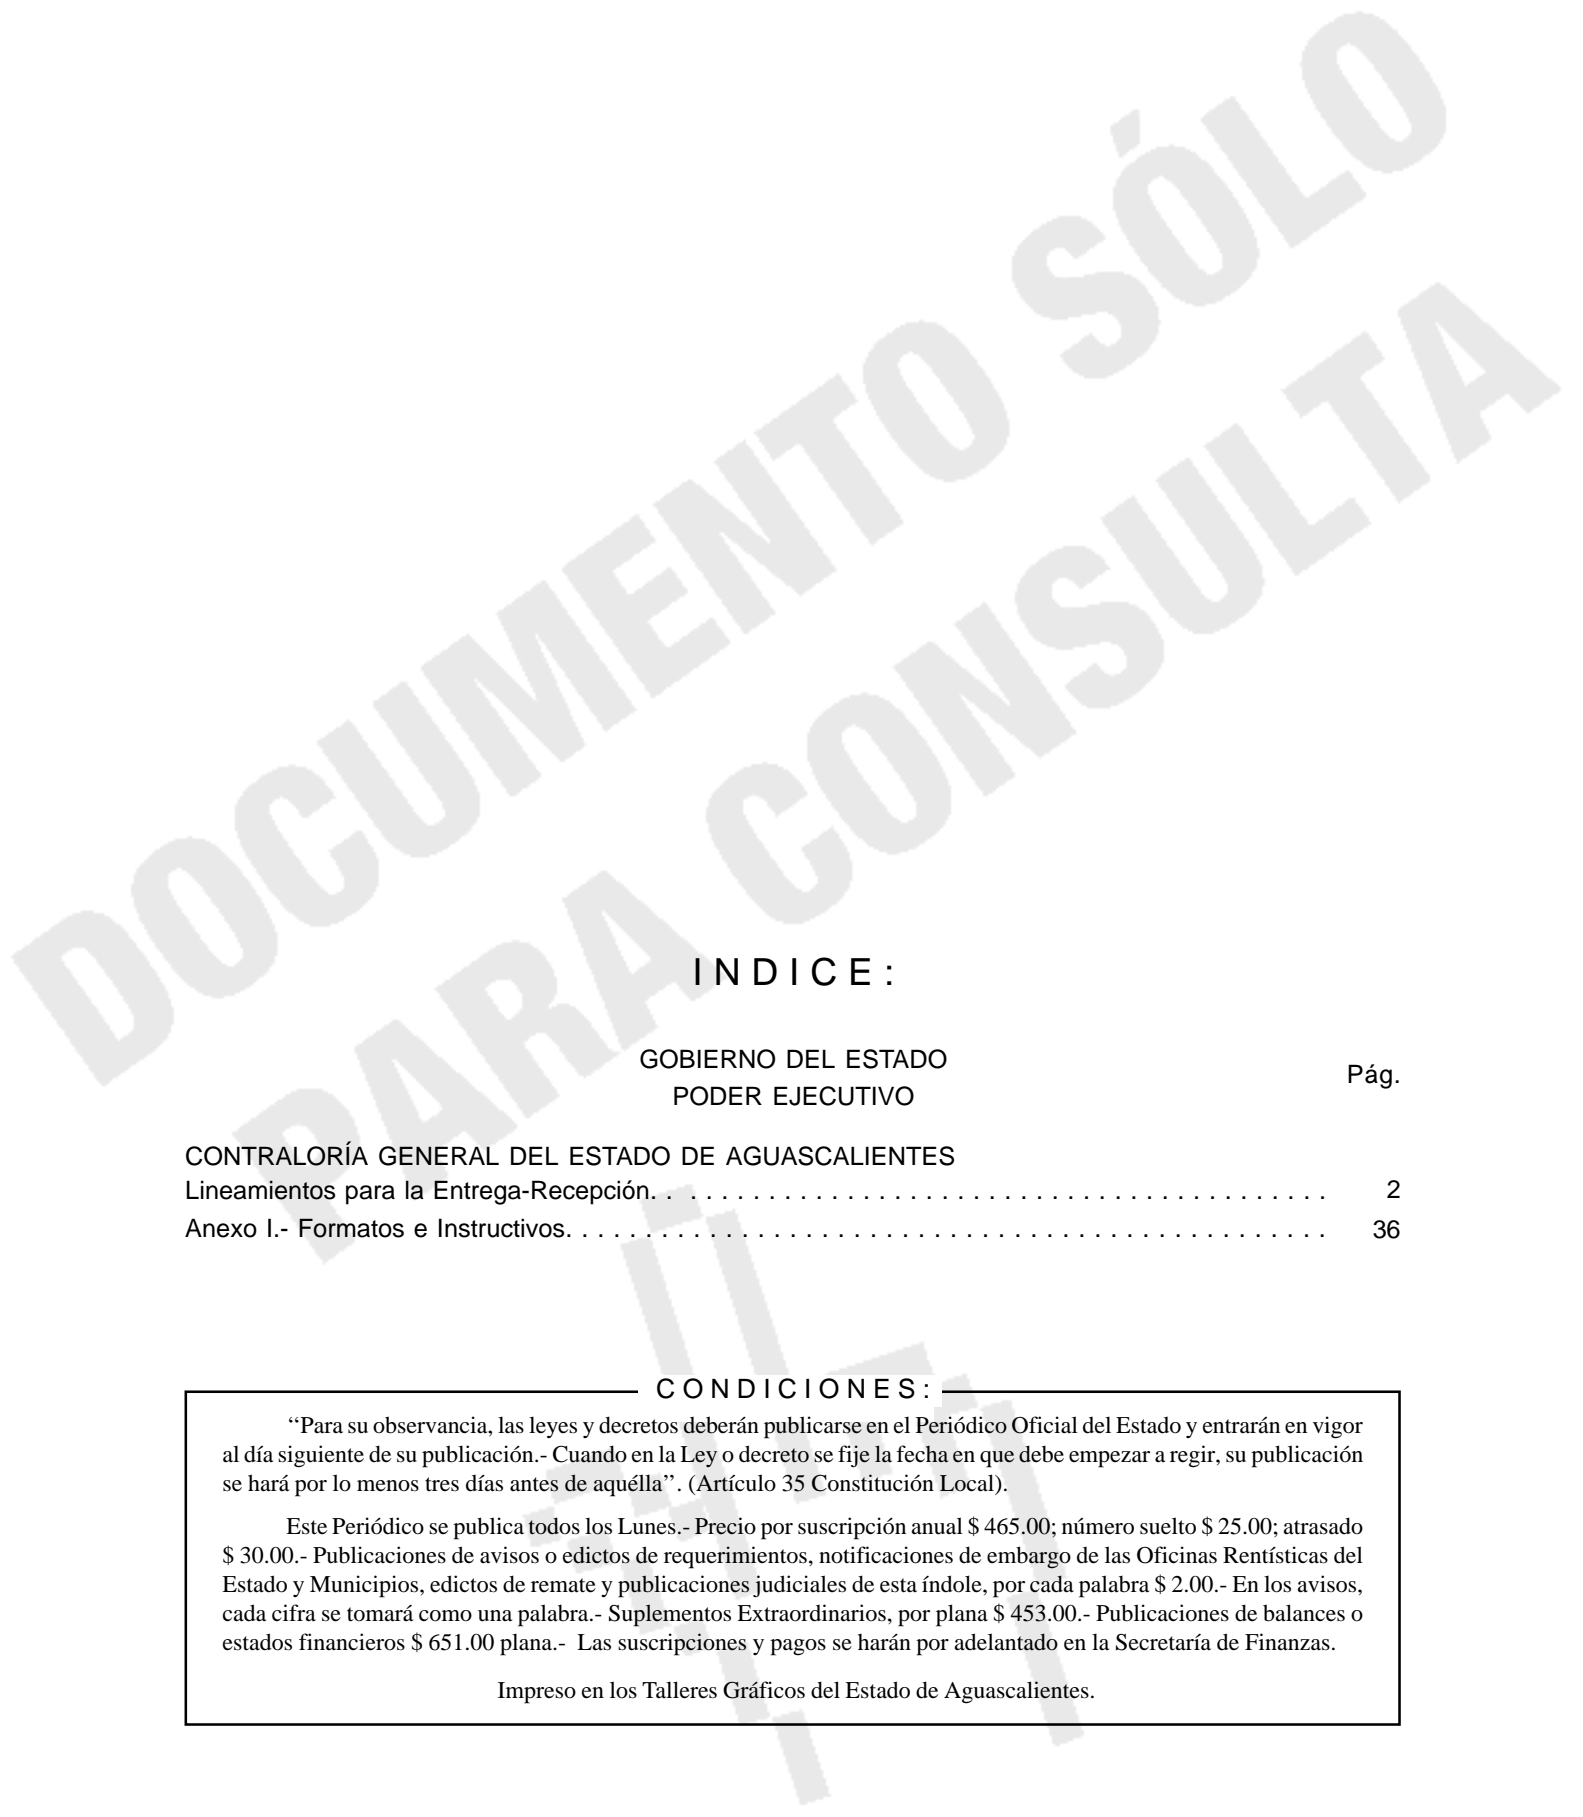 DOCUMENTO SÓLO
PARA CONSULTA
INDICE:
GOBIERNO DEL ESTADO
PODER EJECUTIVO
Pág.
CONTRALORÍA GENERAL DEL ESTADO DE AGUASCALIENTES
Lineamientos para la Entrega-Recepción. . . . . . . . . . . . . . . . . . . . . . . . . . . . . . . . . . . . . . . . . . . 2
Anexo I.- Formatos e Instructivos. . . . . . . . . . . . . . . . . . . . . . . . . . . . . . . . . . . . . . . . . . . . . . . . 36
CONDICIONES:
“Para su observancia, las leyes y decretos deberán publicarse en el Periódico Oficial del Estado y entrarán en vigor
al día siguiente de su publicación.- Cuando en la Ley o decreto se fije la fecha en que debe empezar a regir, su publicación
se hará por lo menos tres días antes de aquélla”. (Artículo 35 Constitución Local).
Este Periódico se publica todos los Lunes.- Precio por suscripción anual $ 465.00; número suelto $ 25.00; atrasado
$ 30.00.- Publicaciones de avisos o edictos de requerimientos, notificaciones de embargo de las Oficinas Rentísticas del
Estado y Municipios, edictos de remate y publicaciones judiciales de esta índole, por cada palabra $ 2.00.- En los avisos,
cada cifra se tomará como una palabra.- Suplementos Extraordinarios, por plana $ 453.00.- Publicaciones de balances o
estados financieros $ 651.00 plana.- Las suscripciones y pagos se harán por adelantado en la Secretaría de Finanzas.
Impreso en los Talleres Gráficos del Estado de Aguascalientes.